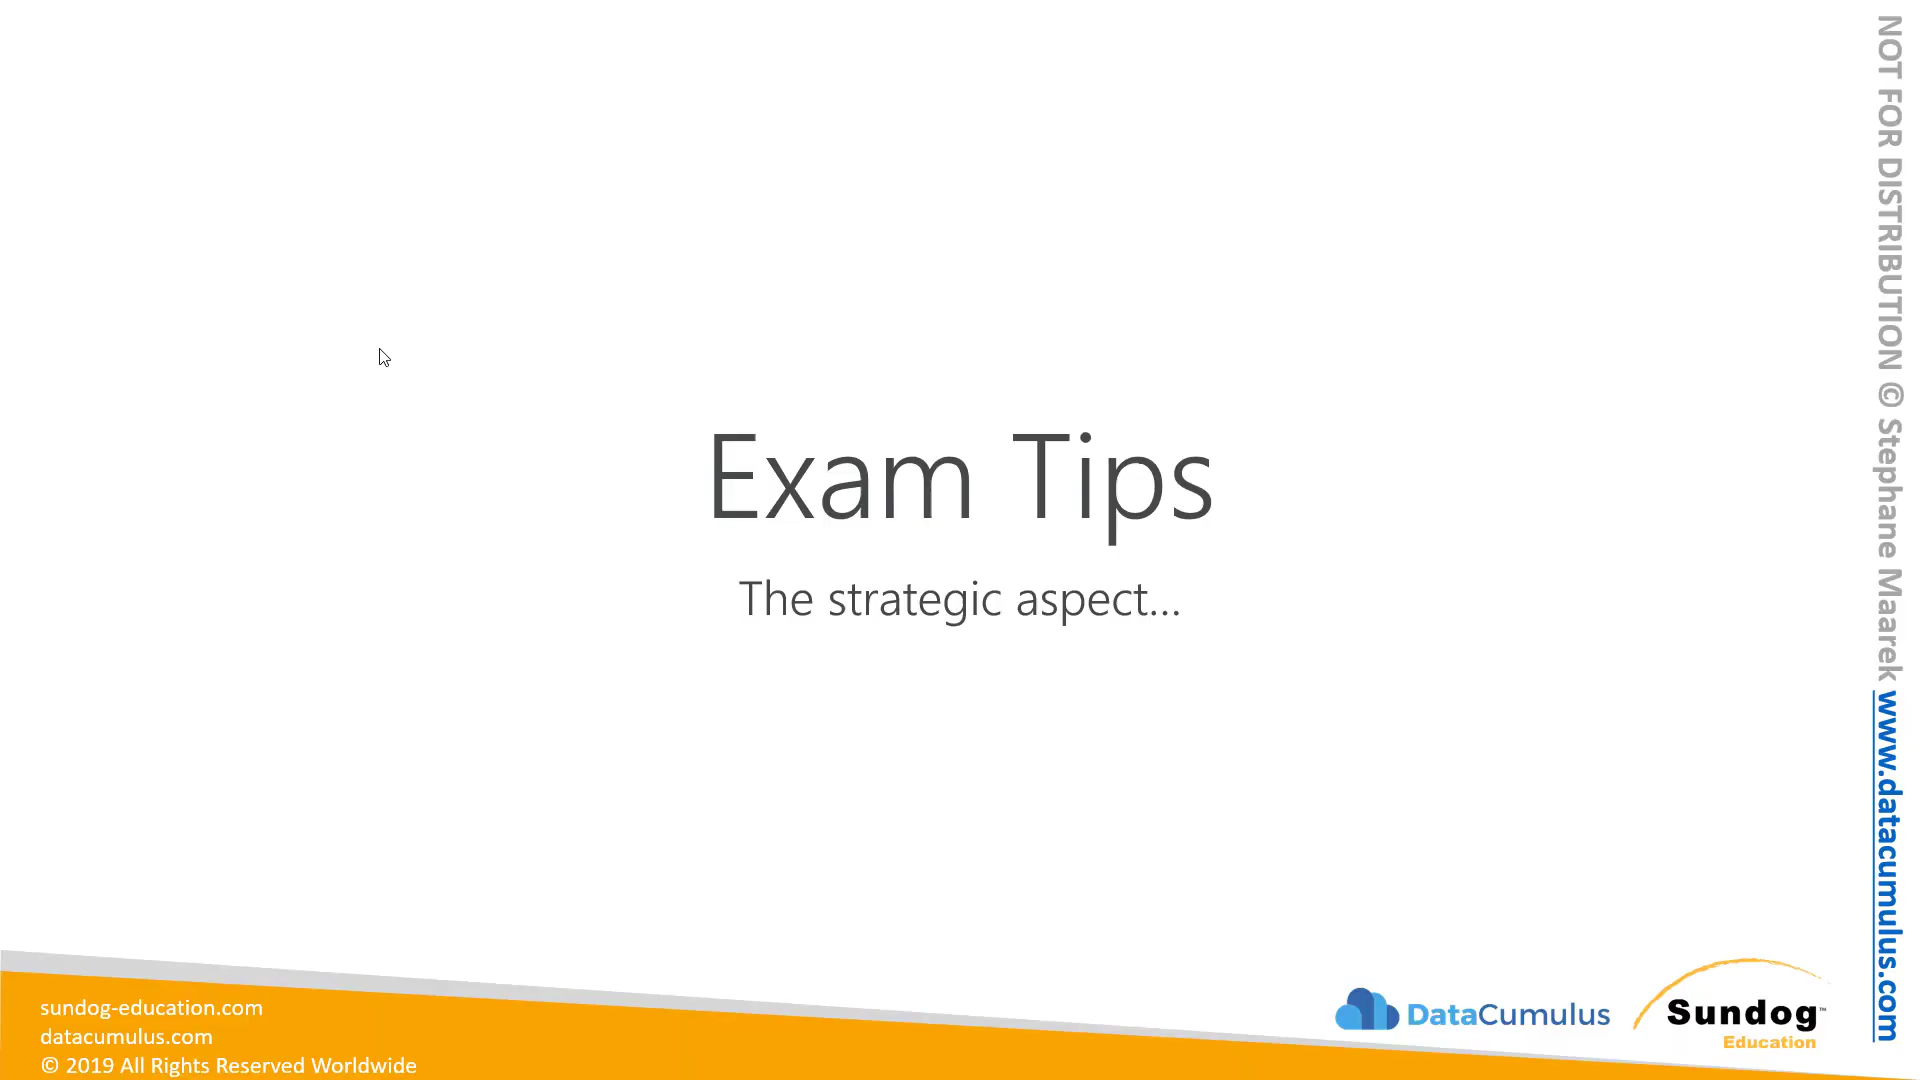 Exam Tips
The strategic aspect...
NOT FOR DISTRIBUTION © Stephane Maarek www.datacumulus.com
sundog-education.com
datacumulus.com
© 2019 All Rights Reserved Worldwide
DataCumulus
Sundog™
Education